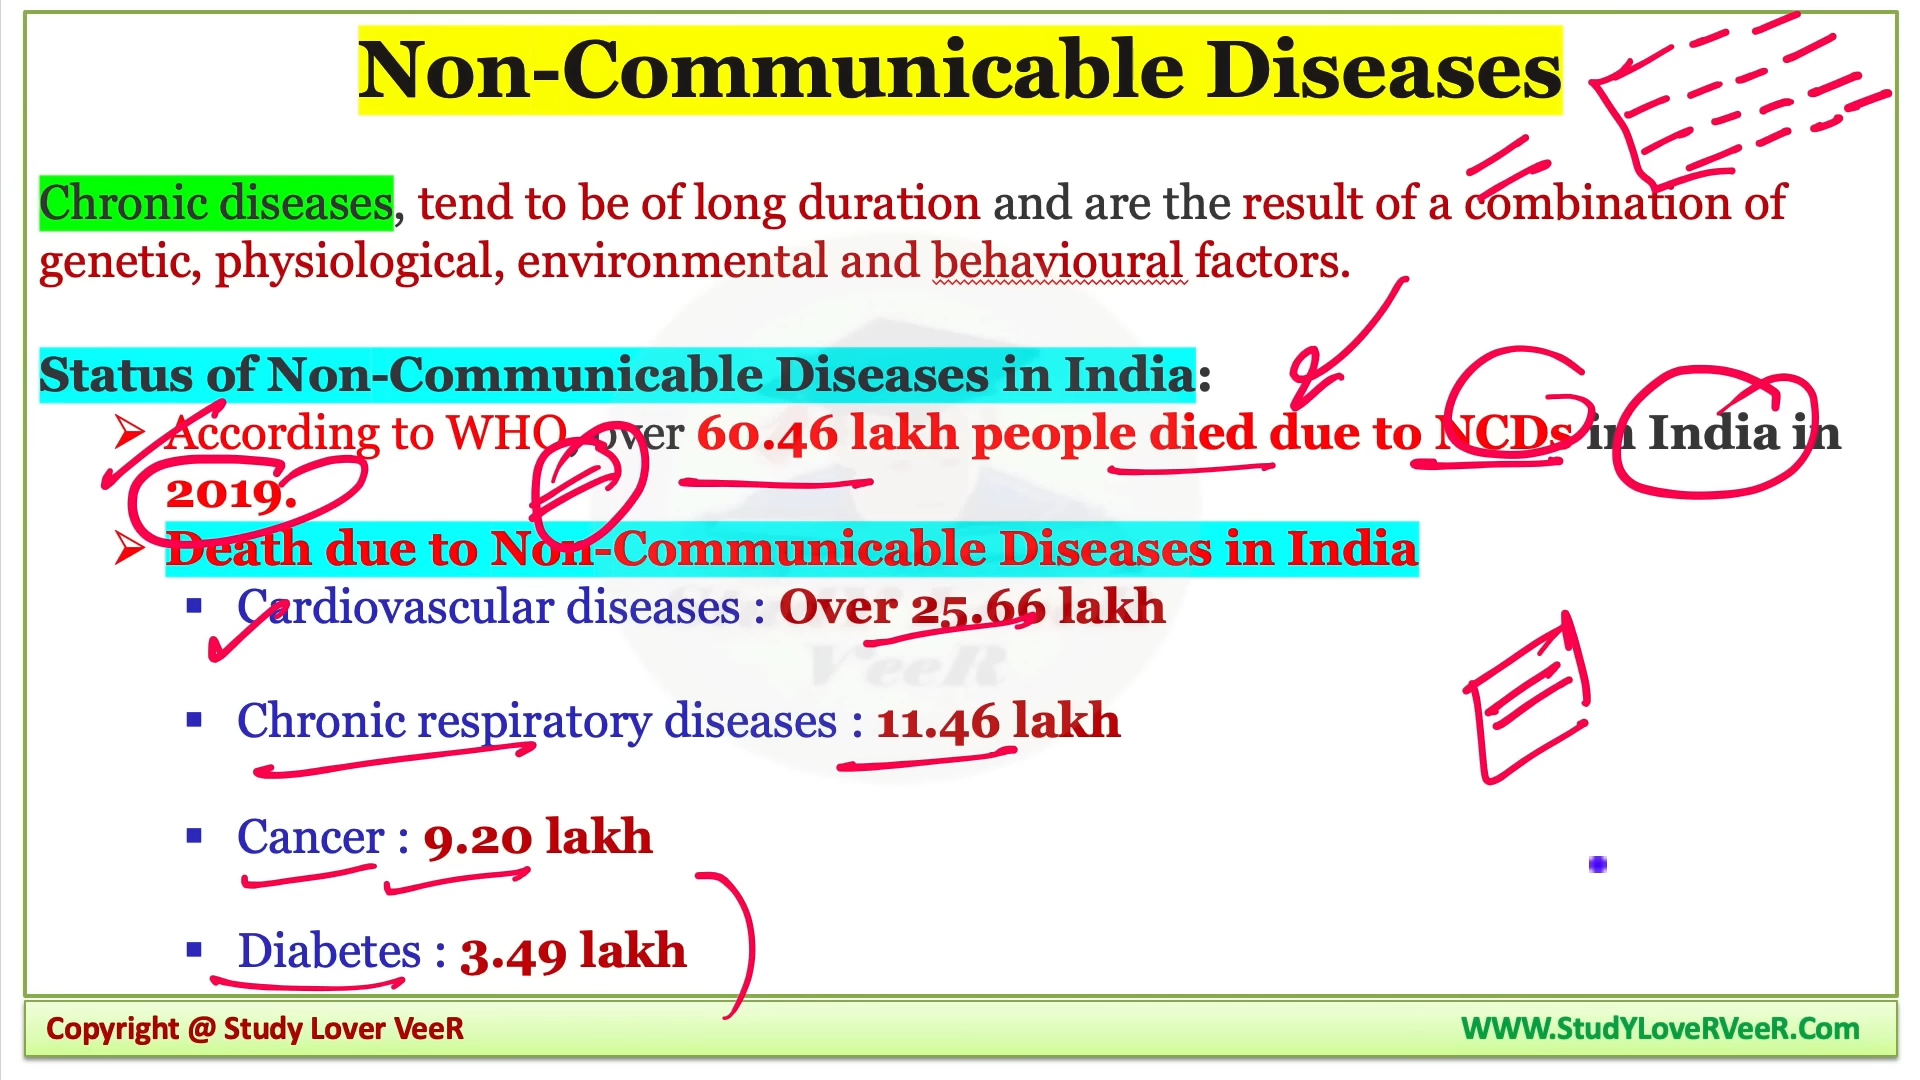 Non-Communicable Diseases
Chronic diseases, tend to be of long duration and are the result of a combination of
genetic, physiological, environmental and behavioural factors.
Status of Non-Communicable Diseases in India:
➢ According to WHO, over 60.46 lakh people died due to NCDs in India in
2019.
➢ Death due to Non-Communicable Diseases in India
▪ Cardiovascular diseases : Over 25.66 lakh
VeeR
▪ Chronic respiratory diseases : 11.46 lakh
▪ Cancer : 9.20 lakh
▪ Diabetes : 3.49 lakh
Copyright @ Study Lover VeeR
WWW.StudYLoveRVeeR.Com